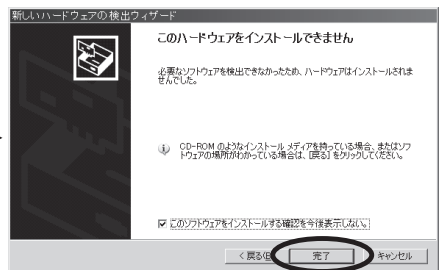 新しいハードウェアの検出ウィザード
このハードウェアをインストールできません
必要なソフトウェアを検出できなかったため、ハードウェアはインストールされま
せんでした。
CD-ROM のようなインストール メディアを持っている場合、またはソフ
トウェアの場所がわかっている場合は、[戻る] をクリックしてください。
このソフトウェアをインストールする確認を今後表示しない。
< 戻る(B) 完了 キャンセル